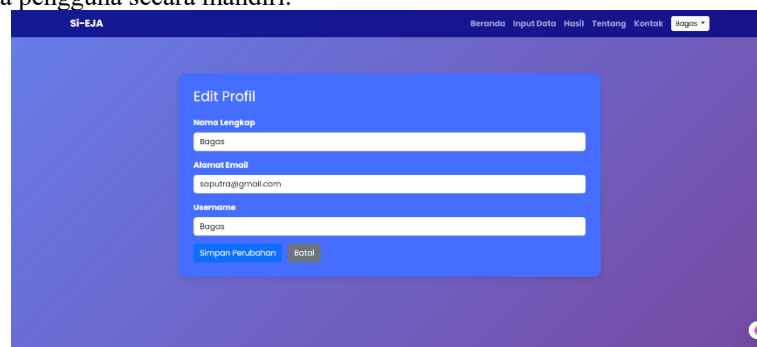 a pengguna secara mandiri.
Si-EJA Beranda Input Data Hasil Tentang Kontak Bagas
Edit Profil
Nama Lengkap
Bagas
Alamat Email
saputra@gmail.com
Username
Bagas
Simpan Perubahan Batal